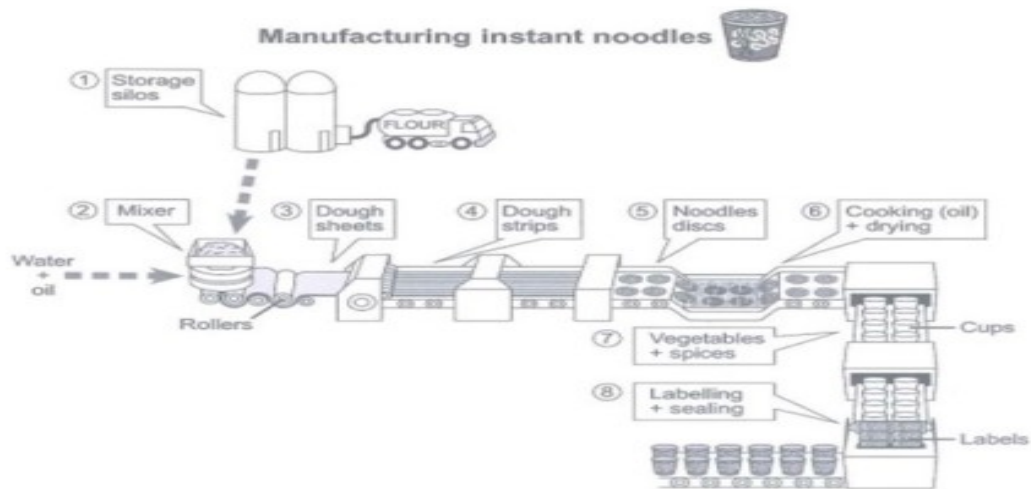 Manufacturing instant noodles
1 Storage
silos
FLOUR
2 Mixer
3 Dough
sheets
4 Dough
strips
5 Noodles
discs
6 Cooking (oil)
+ drying
Water
+
oil
Rollers
7 Vegetables
+ spices
Cups
8 Labelling
+ sealing
Labels